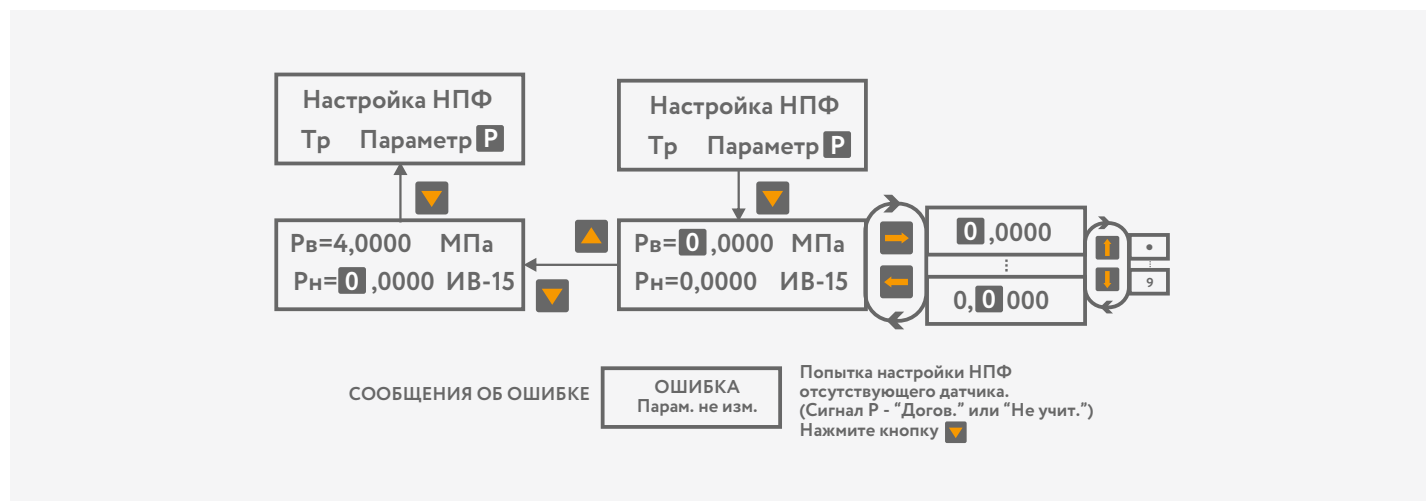 Настройка НПФ
Тр Параметр Р
Настройка НПФ
Тр Параметр Р
Рв=4,0000 МПа
Рн=0,0000 ИВ-15
Рв=0,0000 МПа
Рн=0,0000 ИВ-15
0,0000
0,0000
•
9
СООБЩЕНИЯ ОБ ОШИБКЕ
ОШИБКА
Парам. не изм.
Попытка настройки НПФ
отсутствующего датчика.
(Сигнал Р - “Догов.” или “Не учит.”)
Нажмите кнопку